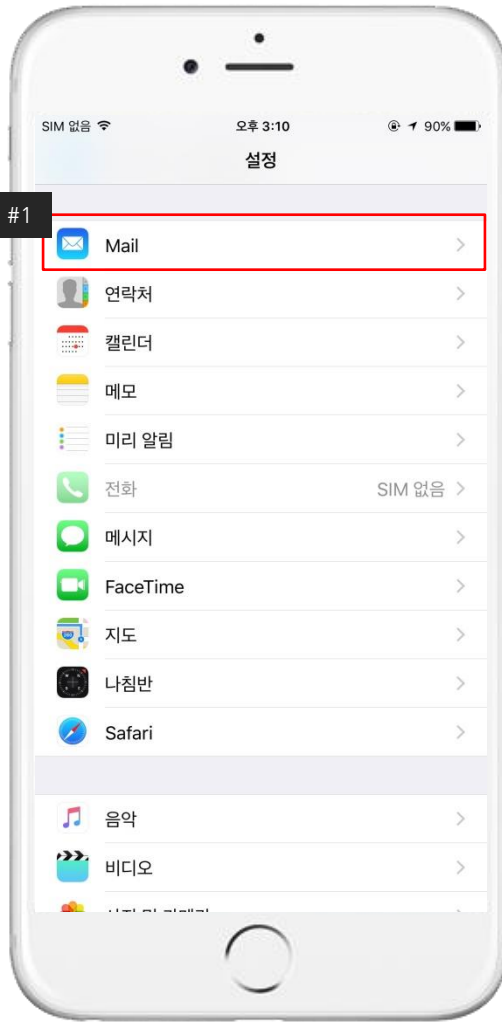 SIM 없음 오후 3:10 90%
설정
#1
Mail
연락처
캘린더
메모
미리 알림
전화 SIM 없음
메시지
FaceTime
지도
나침반
Safari
음악
비디오